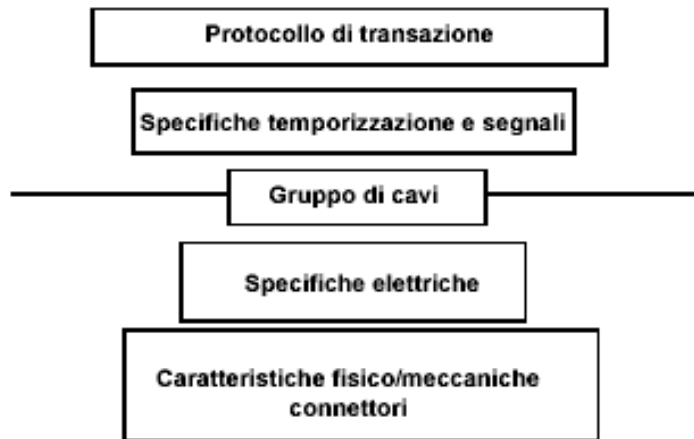 Protocollo di transazione
Specifiche temporizzazione e segnali
Gruppo di cavi
Specifiche elettriche
Caratteristiche fisico/meccaniche
connettori